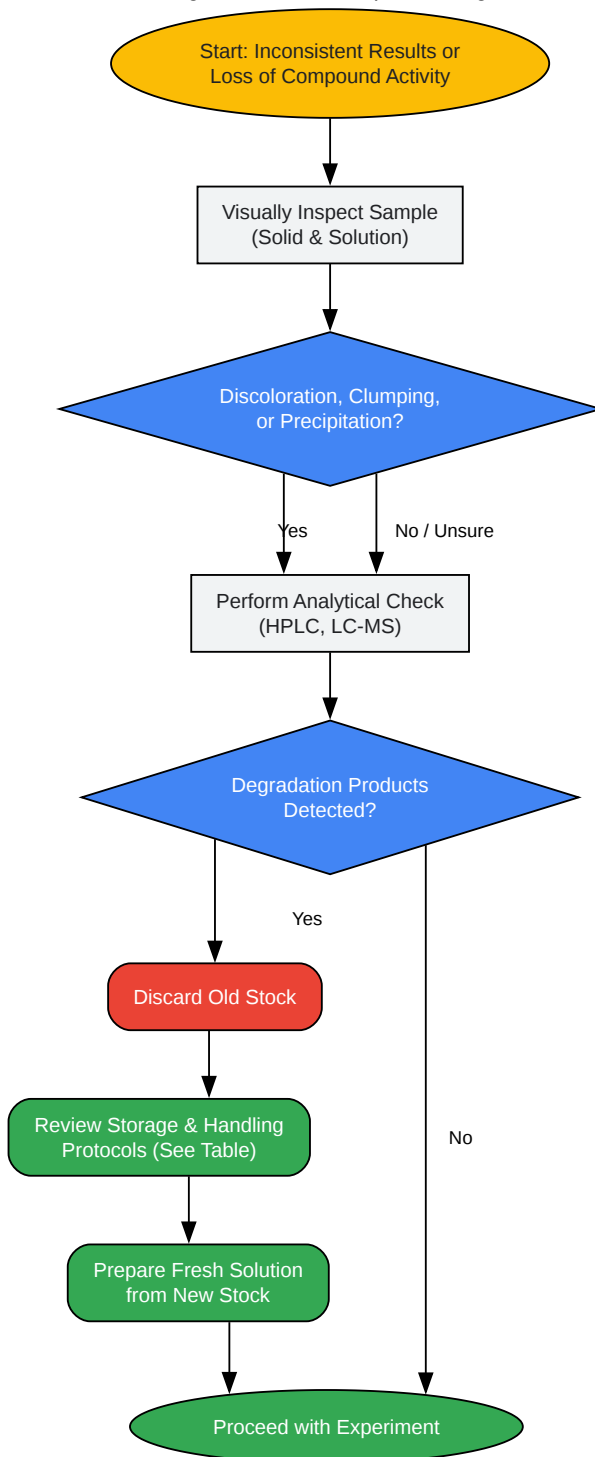 Start: Inconsistent Results or
Loss of Compound Activity
Visually Inspect Sample
(Solid & Solution)
Discoloration, Clumping,
or Precipitation?
Yes
No / Unsure
Perform Analytical Check
(HPLC, LC-MS)
Degradation Products
Detected?
Yes
Discard Old Stock
Review Storage & Handling
Protocols (See Table)
No
Prepare Fresh Solution
from New Stock
Proceed with Experiment